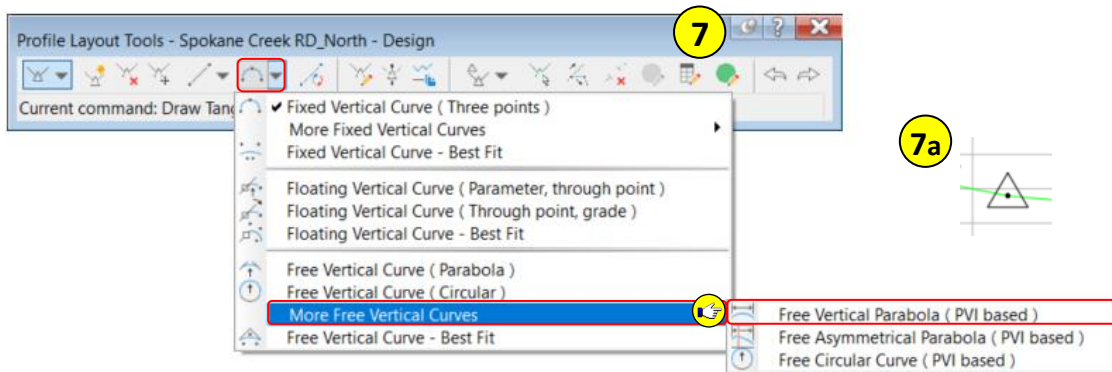 7
Profile Layout Tools - Spokane Creek RD_North - Design
Current command: Draw Tang
✔ Fixed Vertical Curve ( Three points )
More Fixed Vertical Curves
Fixed Vertical Curve - Best Fit
Floating Vertical Curve ( Parameter, through point )
Floating Vertical Curve ( Through point, grade )
Floating Vertical Curve - Best Fit
Free Vertical Curve ( Parabola )
Free Vertical Curve ( Circular )
More Free Vertical Curves
Free Vertical Curve - Best Fit
Free Vertical Parabola ( PVI based )
Free Asymmetrical Parabola ( PVI based )
Free Circular Curve ( PVI based )
7a